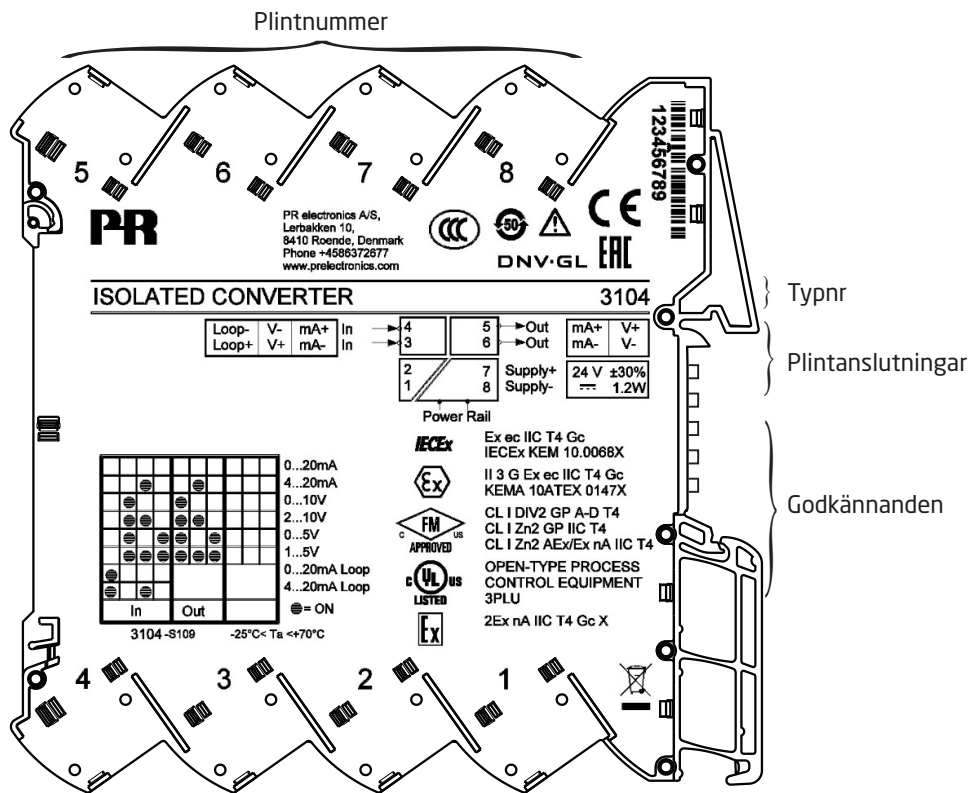 Plintnummer
5
6
7
8
123456789
PR
PR electronics A/S,
Lerbakken 10,
8410 Roende, Denmark
Phone +4586372677
www.prelectronics.com
CCC
50
CE
DNV·GL
EAC
ISOLATED CONVERTER 3104
Typnr
Loop- V- mA+ In 4 5 Out mA+ V+
Loop+ V+ mA- In 3 6 Out mA- V-
2 7 Supply+ 24 V ±30%
1 8 Supply- 1.2W
Power Rail
Plintanslutningar
IECEx
Ex ec IIC T4 Gc
IECEx KEM 10.0068X
Ex
II 3 G Ex ec IIC T4 Gc
KEMA 10ATEX 0147X
c FM us
APPROVED
CL I DIV2 GP A-D T4
CL I Zn2 GP IIC T4
CL I Zn2 AEx/Ex nA IIC T4
c UL us
LISTED
OPEN-TYPE PROCESS
CONTROL EQUIPMENT
3PLU
Ex
2Ex nA IIC T4 Gc X
Godkännanden
0...20mA
4...20mA
0...10V
2...10V
0...5V
1...5V
0...20mA Loop
4...20mA Loop
In Out = ON
3104 -S109 -25°C< Ta <+70°C
4
3
2
1